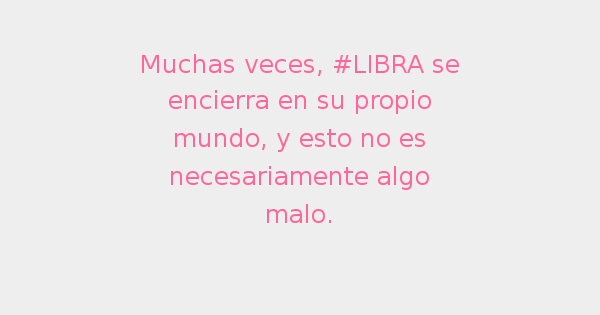 Muchas veces, #LIBRA se
encierra en su propio
mundo, y esto no es
necesariamente algo
malo.